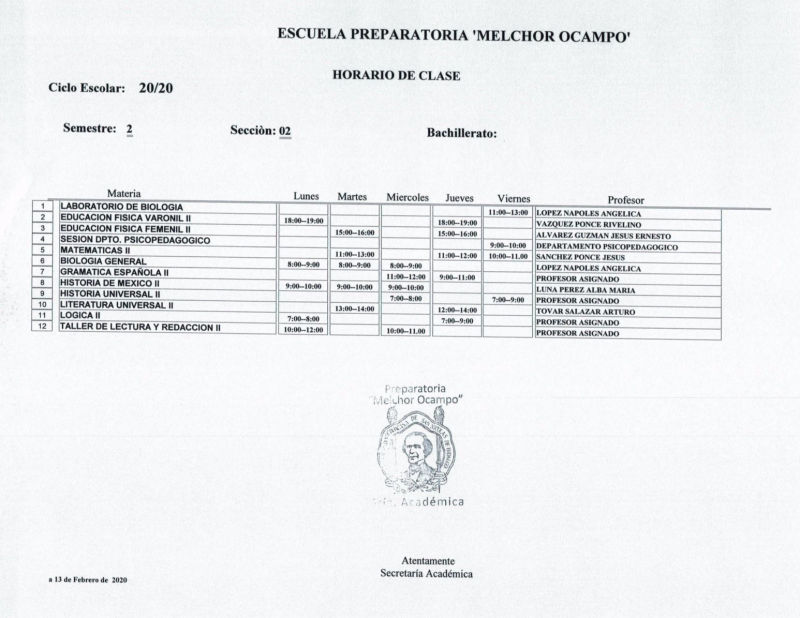 ESCUELA PREPARATORIA 'MELCHOR OCAMPO'
HORARIO DE CLASE
Ciclo Escolar: 20/20
Semestre: 2 Secciòn: 02 Bachillerato:
Materia Lunes Martes Miercoles Jueves Viernes Profesor
1 LABORATORIO DE BIOLOGIA 11:00--13:00 LOPEZ NAPOLES ANGELICA
2 EDUCACION FISICA VARONIL II 18:00--19:00 18:00--19:00 VAZQUEZ PONCE RIVELINO
3 EDUCACION FISICA FEMENIL II 15:00--16:00 15:00--16:00 ALVAREZ GUZMAN JESUS ERNESTO
4 SESION DPTO. PSICOPEDAGOGICO 9:00--10:00 DEPARTAMENTO PSICOPEDAGOGICO
5 MATEMATICAS II 11:00--13:00 11:00--12:00 10:00--11.00 SANCHEZ PONCE JESUS
6 BIOLOGIA GENERAL 8:00--9:00 8:00--9:00 8:00--9:00 LOPEZ NAPOLES ANGELICA
7 GRAMATICA ESPAÑOLA II 11:00--12:00 9:00--11:00 PROFESOR ASIGNADO
8 HISTORIA DE MEXICO II 9:00--10:00 9:00--10:00 9:00--10:00 LUNA PEREZ ALBA MARIA
9 HISTORIA UNIVERSAL II 7:00--8:00 7:00--9:00 PROFESOR ASIGNADO
10 LITERATURA UNIVERSAL II 13:00--14:00 12:00--14:00 TOVAR SALAZAR ARTURO
11 LOGICA II 7:00--8:00 7:00--9:00 PROFESOR ASIGNADO
12 TALLER DE LECTURA Y REDACCION II 10:00--12:00 10:00--11.00 PROFESOR ASIGNADO
Preparatoria
"Melchor Ocampo"
Académica
Atentamente
Secretaría Académica
a 13 de Febrero de 2020